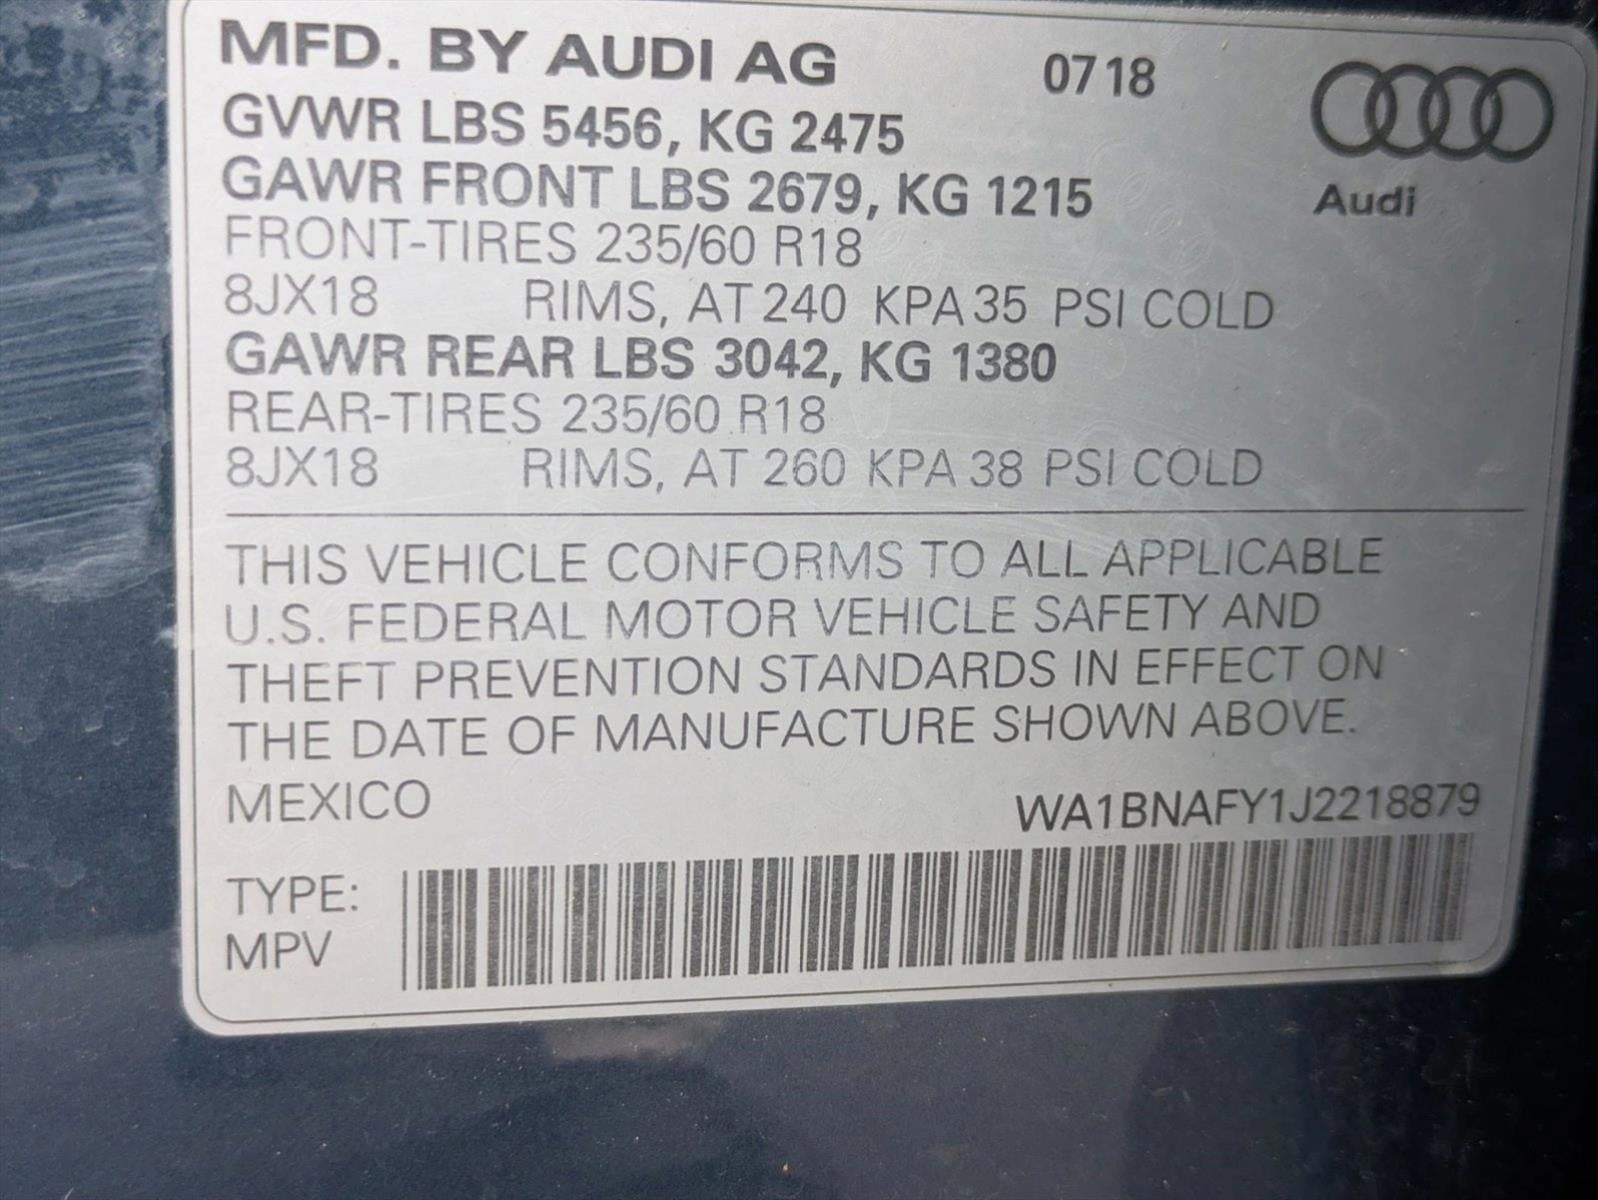 MFD. BY AUDI AG 0718
GVWR LBS 5456, KG 2475
GAWR FRONT LBS 2679, KG 1215
Audi
FRONT-TIRES 235/60 R18
8JX18 RIMS, AT 240 KPA 35 PSI COLD
GAWR REAR LBS 3042, KG 1380
REAR-TIRES 235/60 R18
8JX18 RIMS, AT 260 KPA 38 PSI COLD
THIS VEHICLE CONFORMS TO ALL APPLICABLE
U.S. FEDERAL MOTOR VEHICLE SAFETY AND
THEFT PREVENTION STANDARDS IN EFFECT ON
THE DATE OF MANUFACTURE SHOWN ABOVE.
MEXICO WA1BNAFY1J2218879
TYPE:
MPV